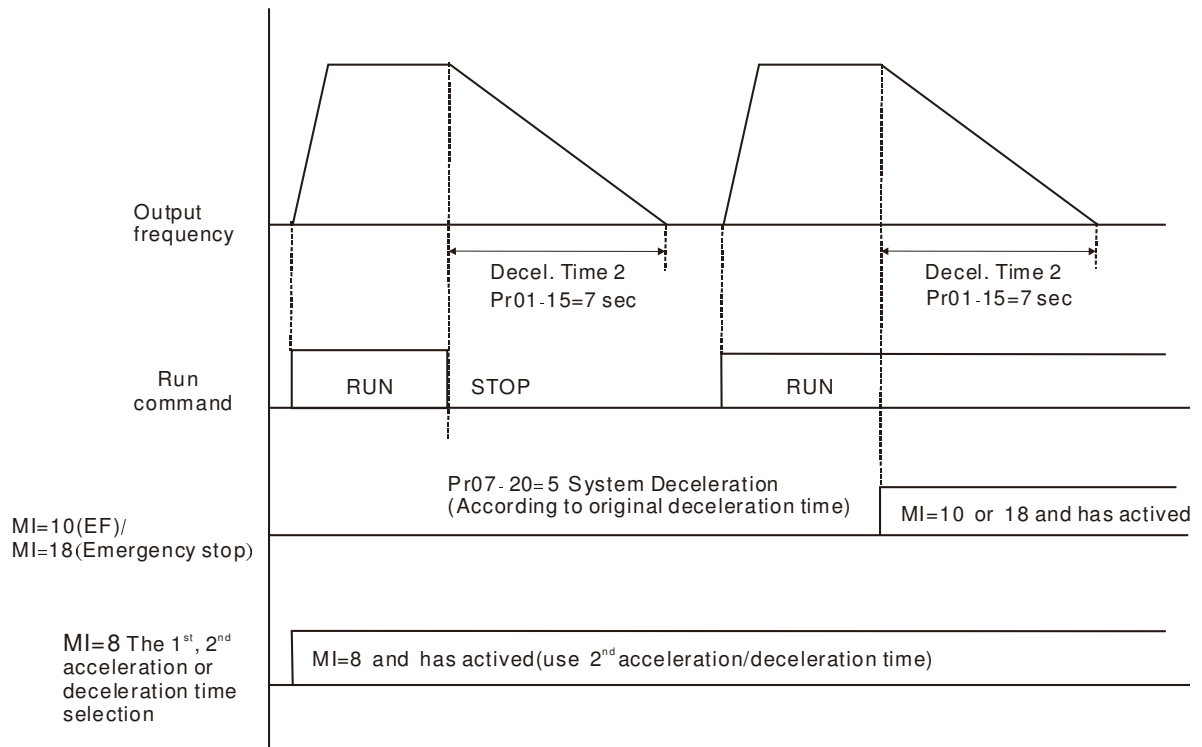 Output
frequency
Decel. Time 2
Pr01-15=7 sec
Decel. Time 2
Pr01-15=7 sec
Run
command
RUN
STOP
RUN
Pr07-20=5 System Deceleration
(According to original deceleration time)
MI=10 or 18 and has actived
MI=10(EF)/
MI=18(Emergency stop)
MI=8 The 1st, 2nd
acceleration or
deceleration time
selection
MI=8 and has actived(use 2nd acceleration/deceleration time)